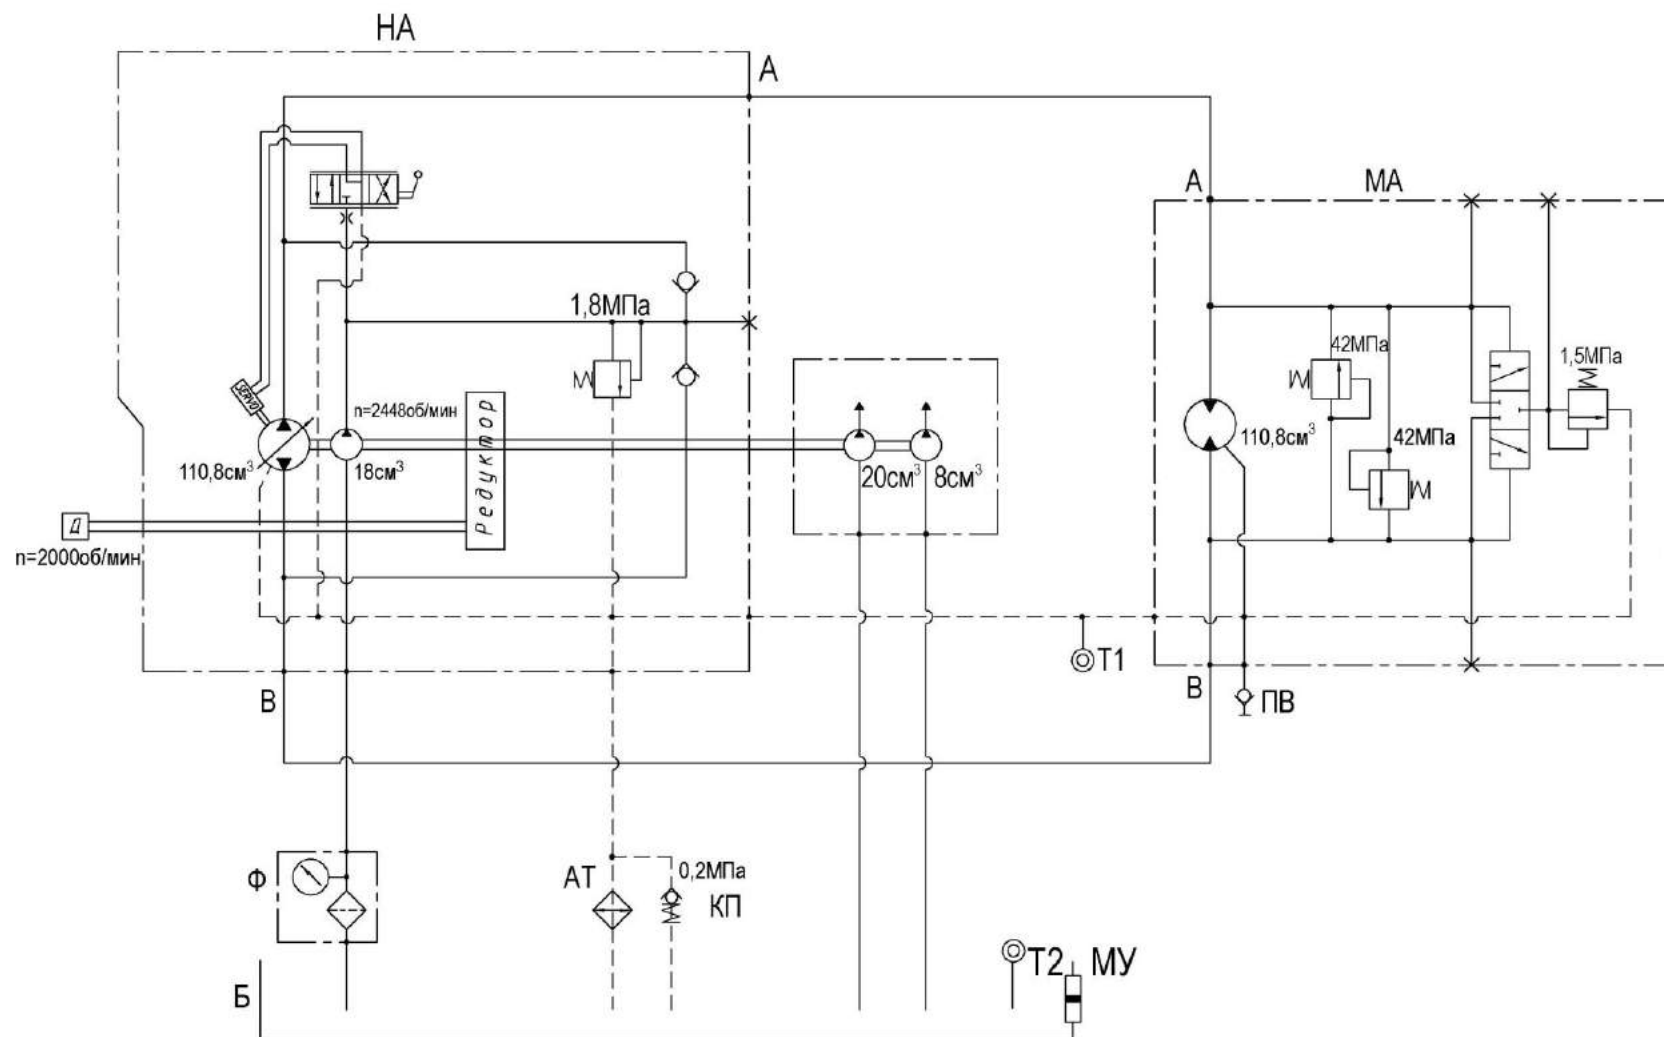 НА
А
А
МА
1,8МПа
42МПа
1,5МПа
SERVO
n=2448об/мин
Редуктор
110,8см³
18см³
20см³
8см³
110,8см³
42МПа
Д
n=2000об/мин
Т1
В
В
ПВ
Ф
АТ
0,2МПа
КП
Т2
МУ
Б